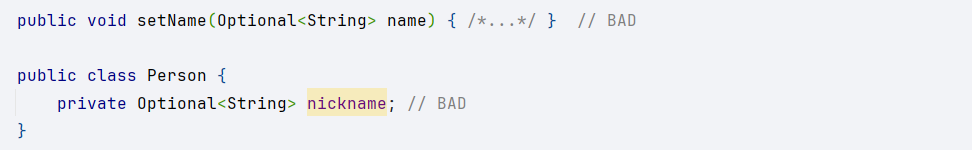 public void setName(Optional<String> name) { /*...*/ }  // BAD
public class Person {
    private Optional<String> nickname; // BAD
}